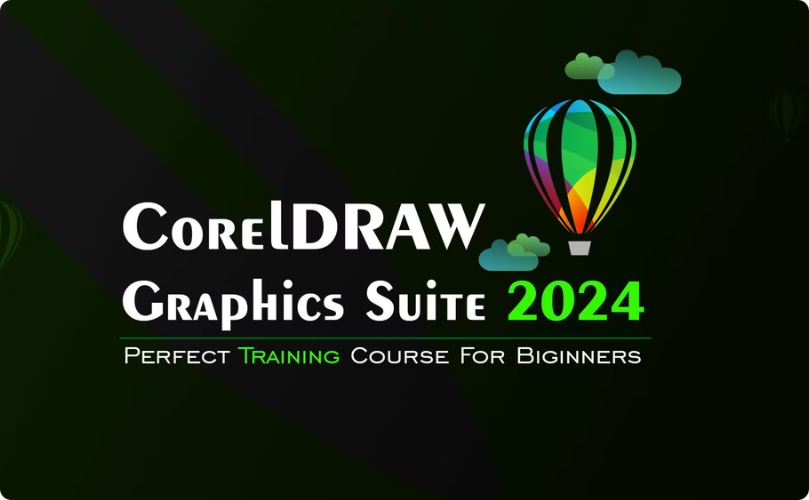 CorelDRAW
Graphics Suite 2024
Perfect Training Course For Biginners